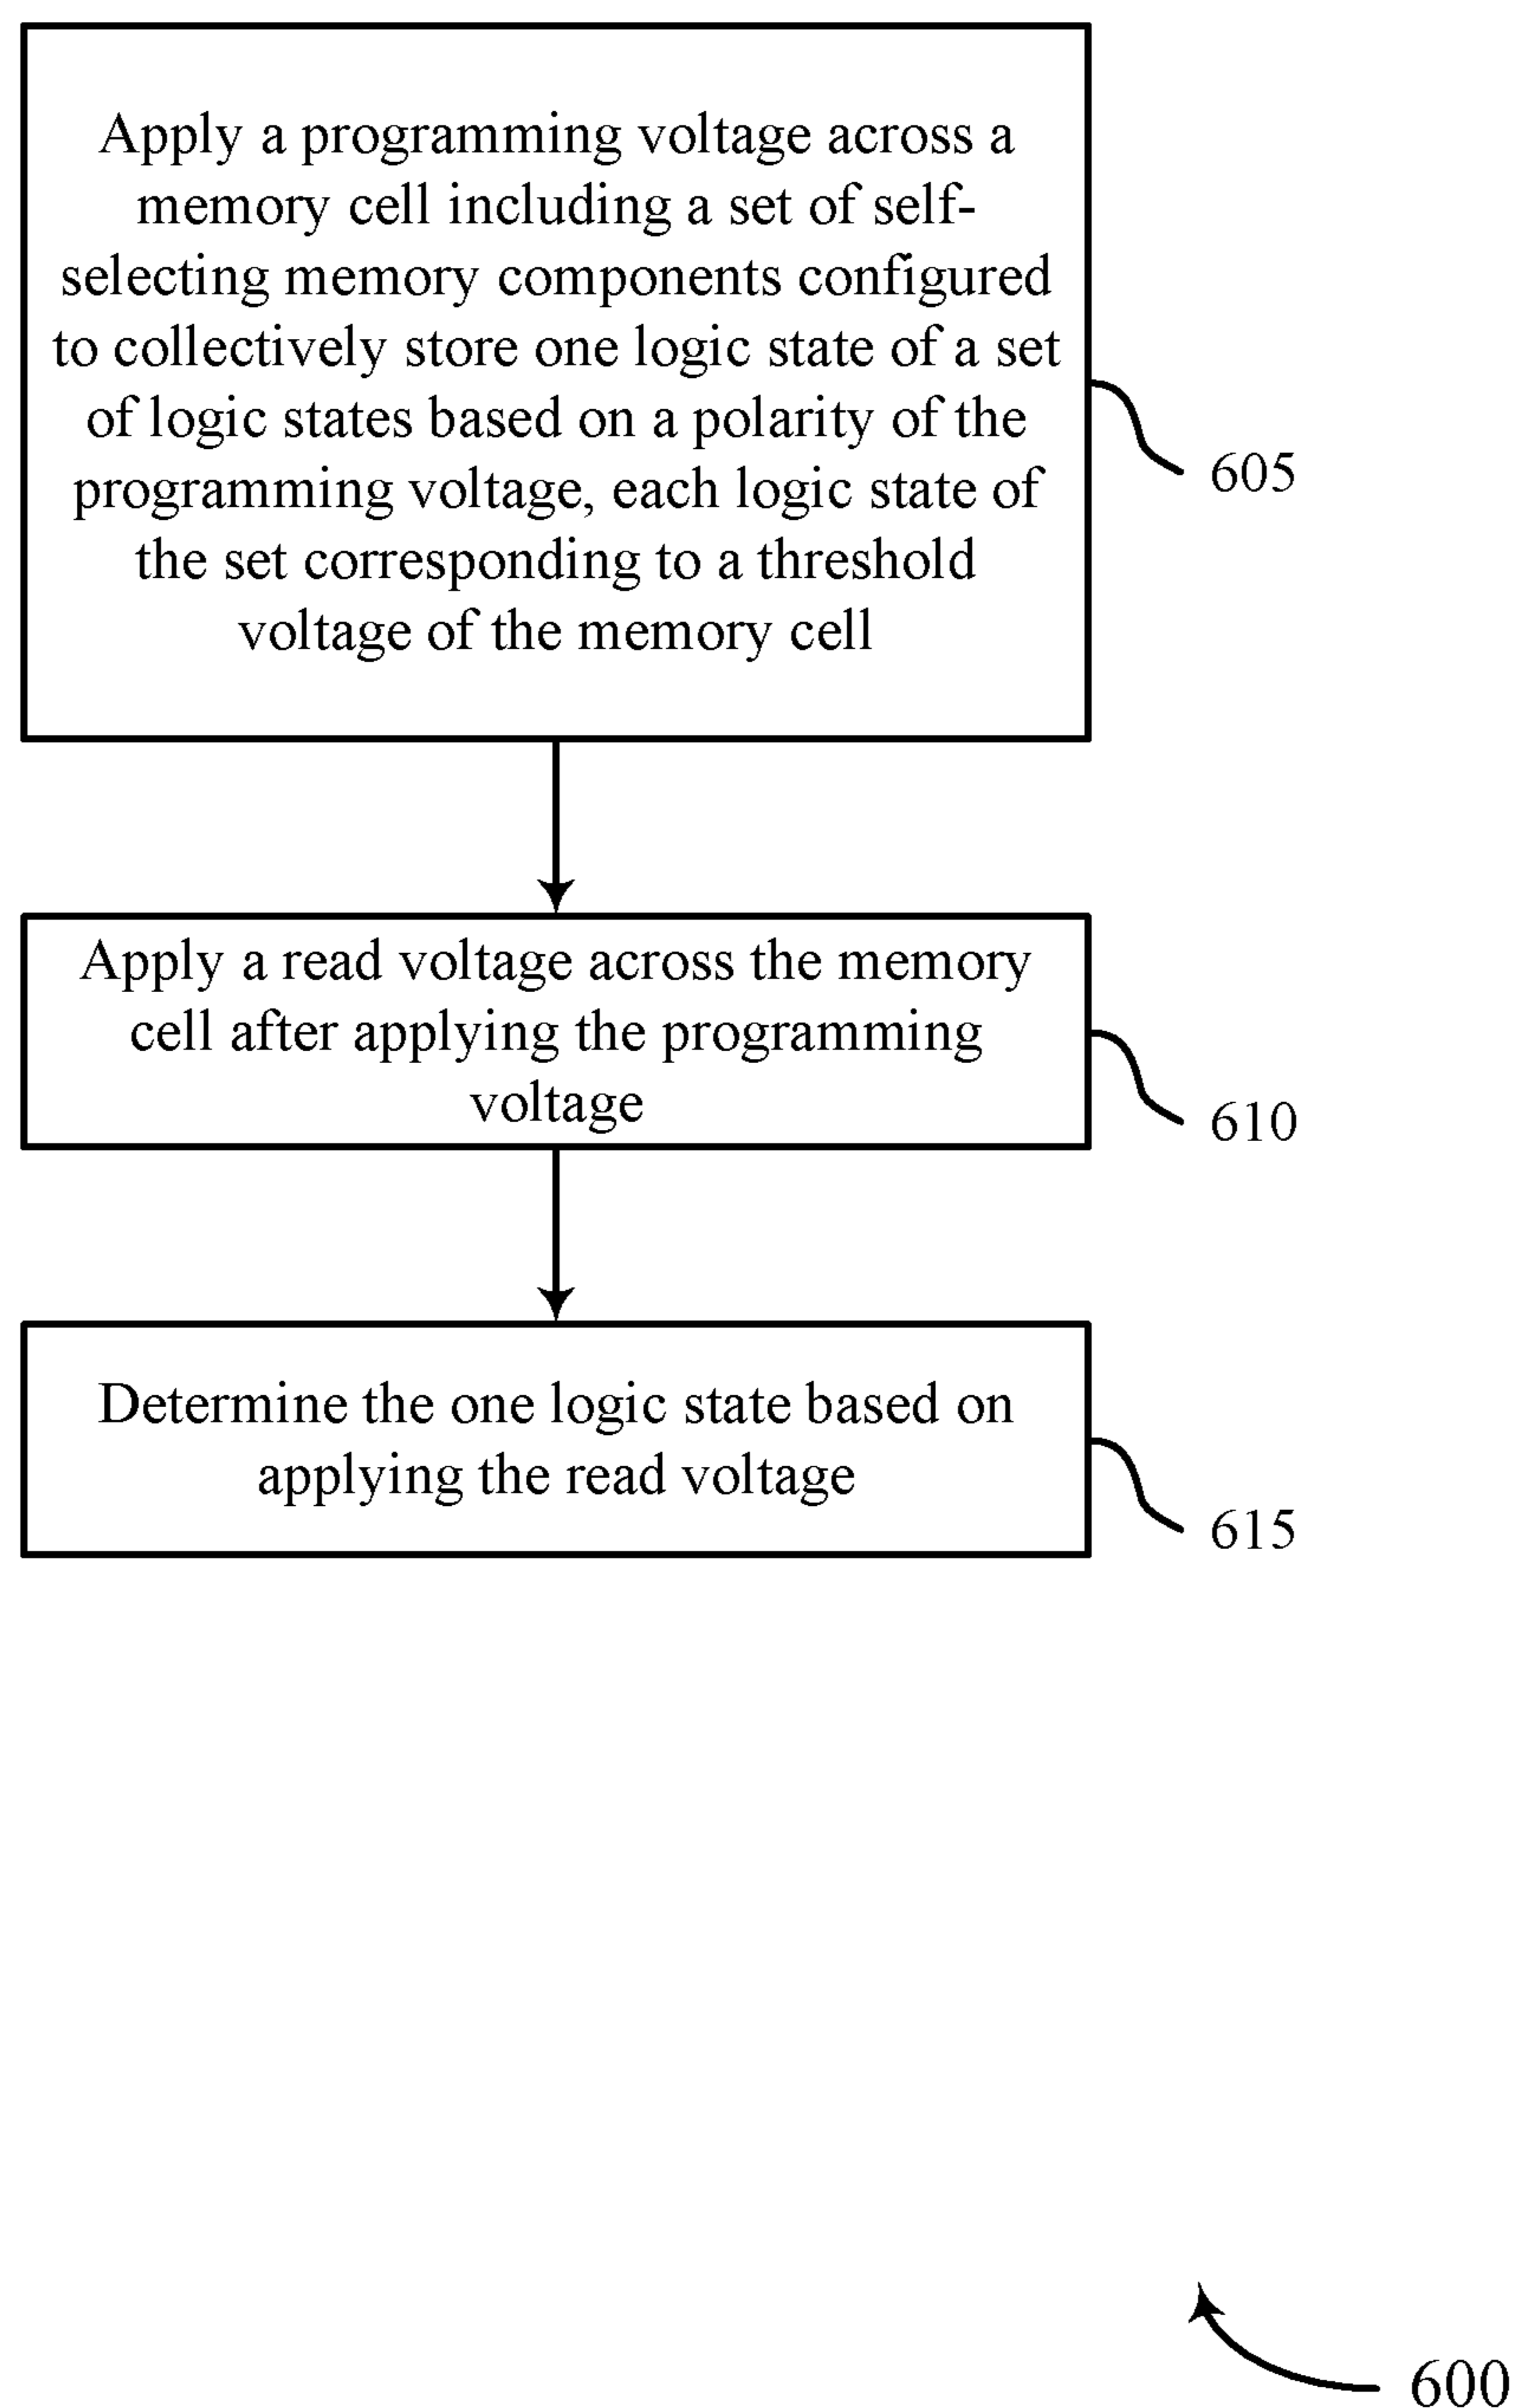 Apply a programming voltage across a
memory cell including a set of self-
selecting memory components configured
to collectively store one logic state of a set
of logic states based on a polarity of the
programming voltage, each logic state of
the set corresponding to a threshold
voltage of the memory cell
605
Apply a read voltage across the memory
cell after applying the programming
voltage
610
Determine the one logic state based on
applying the read voltage
615
600